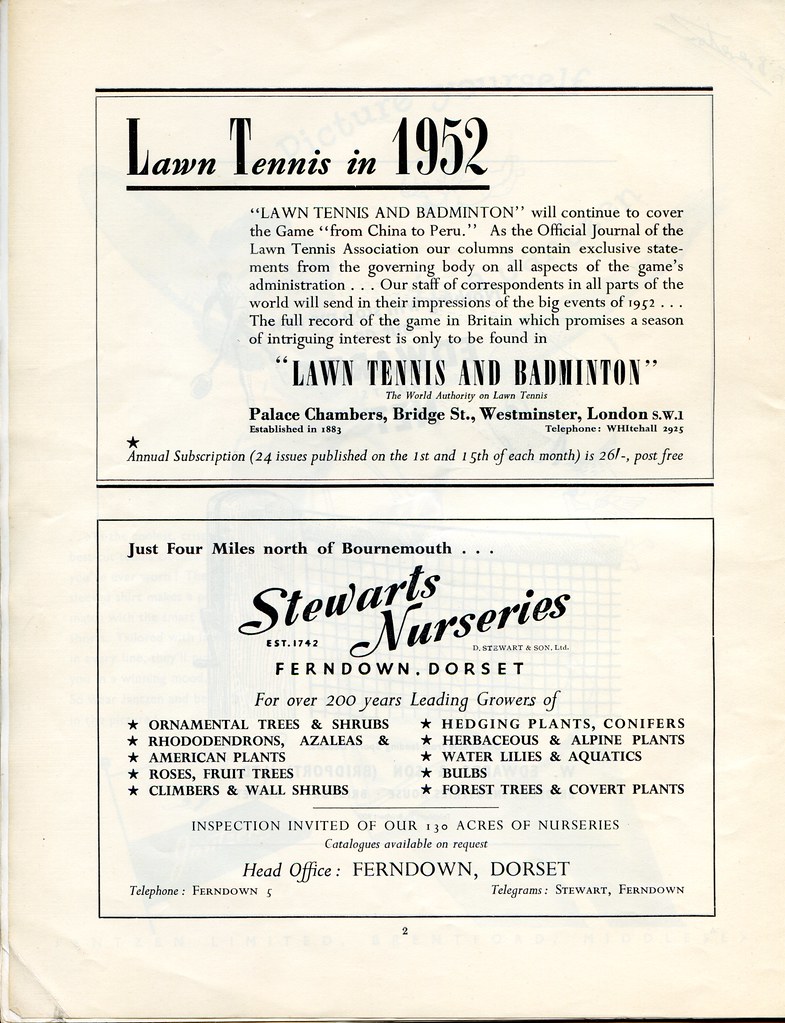 Lawn Tennis in 1952
"LAWN TENNIS AND BADMINTON" will continue to cover
the Game "from China to Peru." As the Official Journal of the
Lawn Tennis Association our columns contain exclusive state-
ments from the governing body on all aspects of the game's
administration . . . Our staff of correspondents in all parts of the
world will send in their impressions of the big events of 1952 . . .
The full record of the game in Britain which promises a season
of intriguing interest is only to be found in
"LAWN TENNIS AND BADMINTON"
The World Authority on Lawn Tennis
Palace Chambers, Bridge St., Westminster, London S.W.1
Established in 1883 Telephone: WHItehall 2925
★
Annual Subscription (24 issues published on the 1st and 15th of each month) is 26/-, post free
Just Four Miles north of Bournemouth . . .
Stewarts
Nurseries
EST. 1742
D. STEWART & SON. Ltd.
FERNDOWN. DORSET
For over 200 years Leading Growers of
★ ORNAMENTAL TREES & SHRUBS
★ RHODODENDRONS, AZALEAS &
★ AMERICAN PLANTS
★ ROSES, FRUIT TREES
★ CLIMBERS & WALL SHRUBS
★ HEDGING PLANTS, CONIFERS
★ HERBACEOUS & ALPINE PLANTS
★ WATER LILIES & AQUATICS
★ BULBS
★ FOREST TREES & COVERT PLANTS
INSPECTION INVITED OF OUR 130 ACRES OF NURSERIES
Catalogues available on request
Head Office: FERNDOWN, DORSET
Telephone: FERNDOWN 5 Telegrams: STEWART, FERNDOWN
2